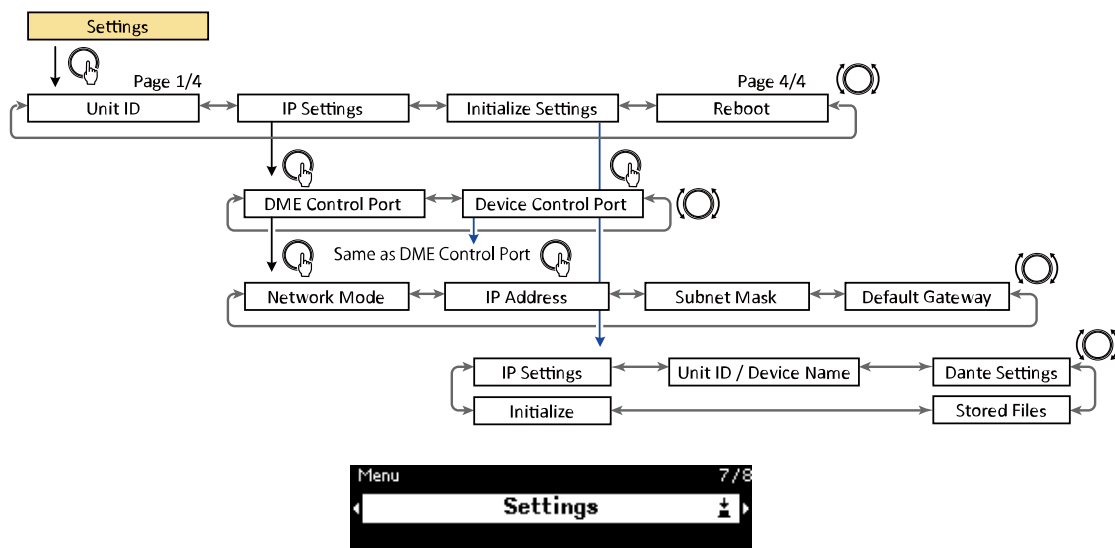 Settings
Page 1/4
Page 4/4
Unit ID
IP Settings
Initialize Settings
Reboot
DME Control Port
Device Control Port
Same as DME Control Port
Network Mode
IP Address
Subnet Mask
Default Gateway
IP Settings
Unit ID / Device Name
Dante Settings
Initialize
Stored Files
Menu
7/8
Settings